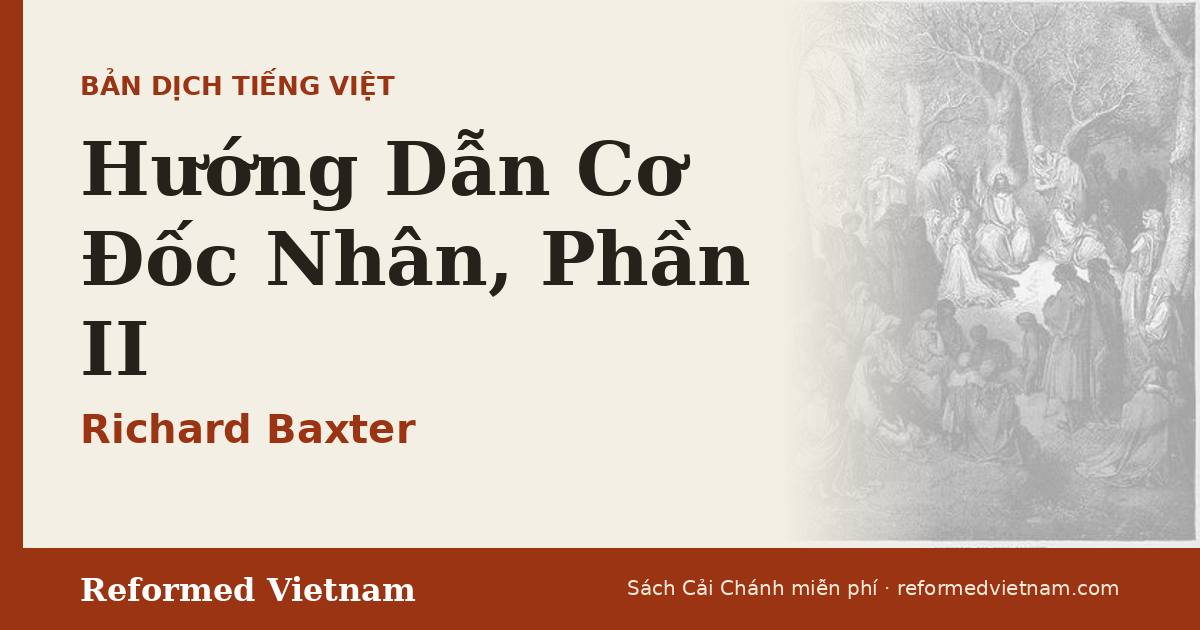 BẢN DỊCH TIẾNG VIỆT
Hướng Dẫn Cơ
Đốc Nhân, Phần
II
Richard Baxter
Reformed Vietnam
Sách Cải Chánh miễn phí · reformedvietnam.com